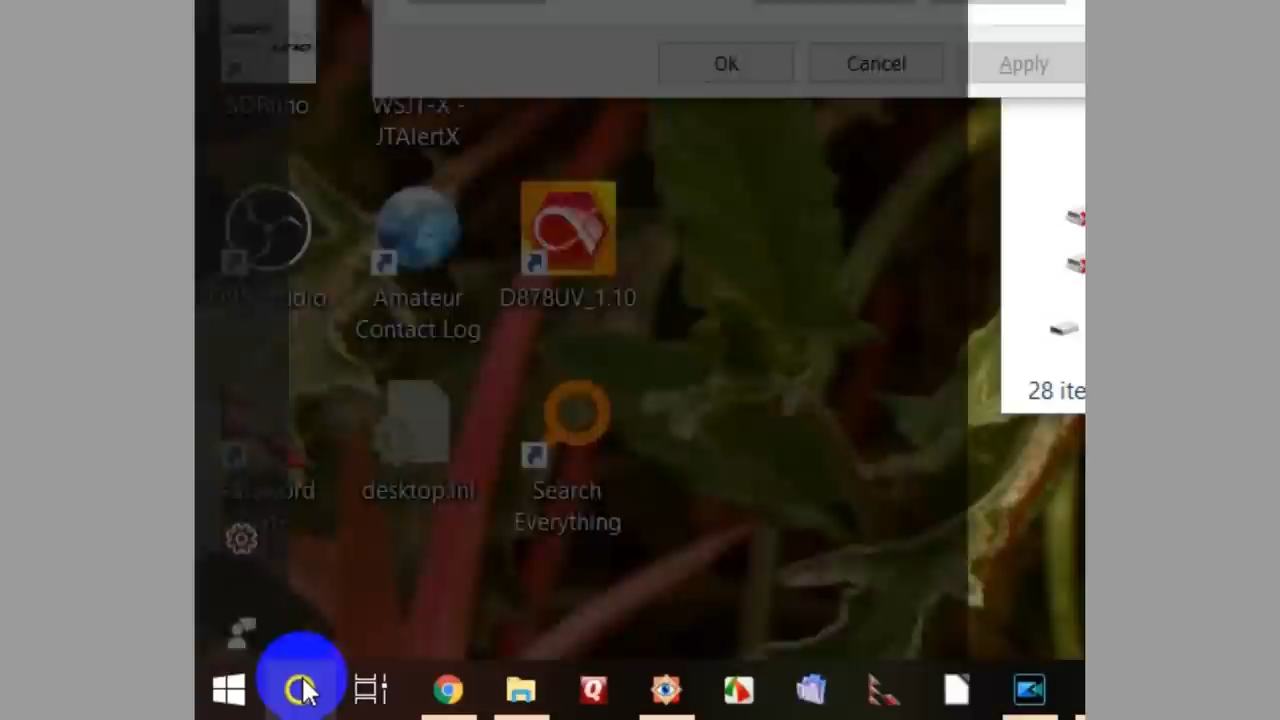 Ok Cancel Apply
WSJT-X -
JTAlertX
Amateur
Contact Log
D878UV_1.10
28 ite
desktop.ini
Search
Everything